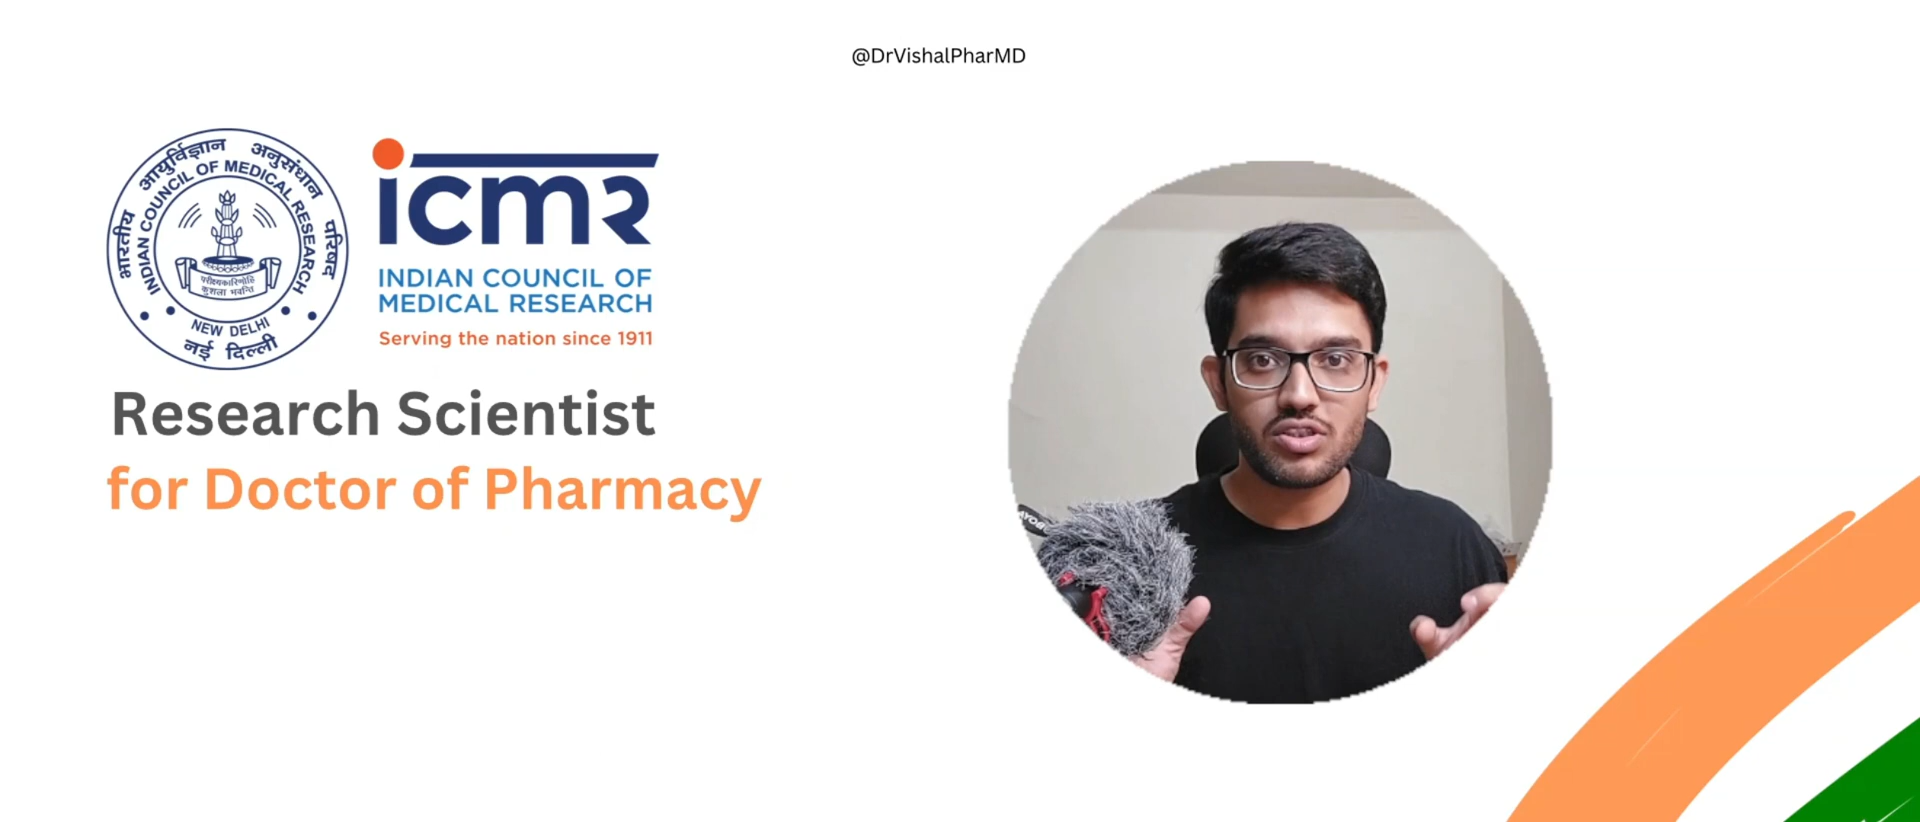 @DrVishalPharMD
भारतीय आयुर्विज्ञान अनुसंधान परिषद
INDIAN COUNCIL OF MEDICAL RESEARCH
NEW DELHI
नई दिल्ली
icmr
INDIAN COUNCIL OF
MEDICAL RESEARCH
Serving the nation since 1911
Research Scientist
for Doctor of Pharmacy